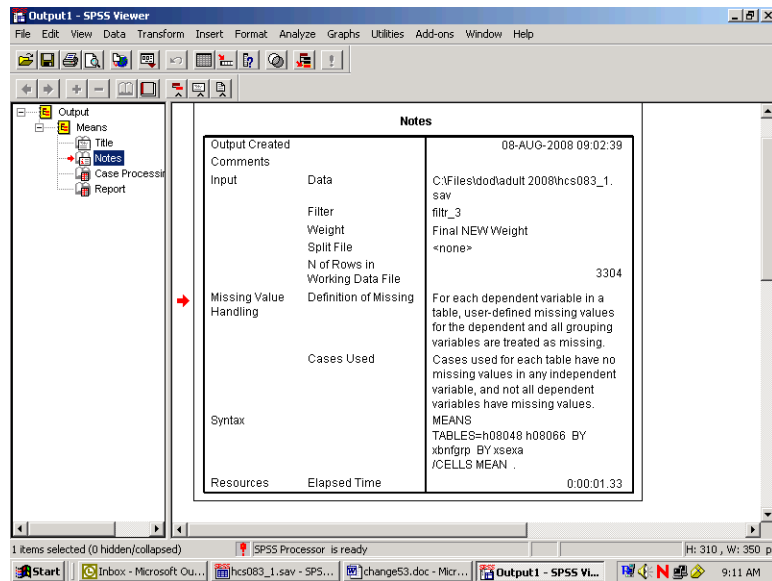 Output1 - SPSS Viewer
File Edit View Data Transform Insert Format Analyze Graphs Utilities Add-ons Window Help
Output
Means
Title
Notes
Case Processir
Report
Notes
Output Created 08-AUG-2008 09:02:39
Comments
Input Data C:\Files\dod\adult 2008\hcs083_1.
sav
Filter filtr_3
Weight Final NEW Weight
Split File <none>
N of Rows in
Working Data File 3304
Missing Value Definition of Missing For each dependent variable in a
Handling table, user-defined missing values
for the dependent and all grouping
variables are treated as missing.
Cases Used Cases used for each table have no
missing values in any independent
variable, and not all dependent
variables have missing values.
Syntax MEANS
TABLES=h08048 h08066 BY
xbnfgrp BY xsexa
/CELLS MEAN .
Resources Elapsed Time 0:00:01.33
1 items selected (0 hidden/collapsed) SPSS Processor is ready H: 310 , W: 350 p
Start Inbox - Microsoft Ou... hcs083_1.sav - SPS... change53.doc - Micr... Output1 - SPSS Vi... N 9:11 AM